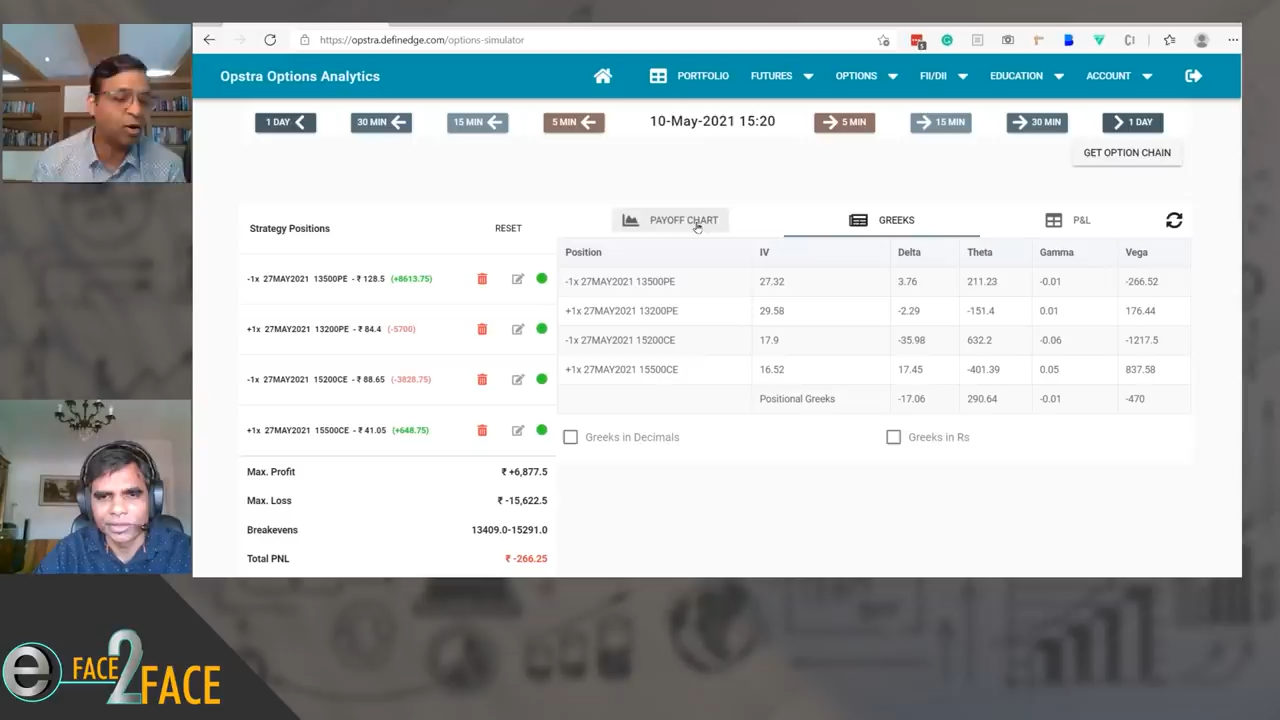 https://opstra.definedge.com/options-simulator
5
Opstra Options Analytics
PORTFOLIO
FUTURES
OPTIONS
FII/DII
EDUCATION
ACCOUNT
1 DAY
30 MIN
15 MIN
5 MIN
10-May-2021 15:20
5 MIN
15 MIN
30 MIN
1 DAY
GET OPTION CHAIN
Strategy Positions RESET
-1x 27MAY2021 13500PE - ₹ 128.5 (+8613.75)
+1x 27MAY2021 13200PE - ₹ 84.4 (-5700)
-1x 27MAY2021 15200CE - ₹ 88.65 (-3828.75)
+1x 27MAY2021 15500CE - ₹ 41.05 (+648.75)
Max. Profit ₹ +6,877.5
Max. Loss ₹ -15,622.5
Breakevens 13409.0-15291.0
Total PNL ₹ -266.25
PAYOFF CHART GREEKS P&L
Position IV Delta Theta Gamma Vega
-1x 27MAY2021 13500PE 27.32 3.76 211.23 -0.01 -266.52
+1x 27MAY2021 13200PE 29.58 -2.29 -151.4 0.01 176.44
-1x 27MAY2021 15200CE 17.9 -35.98 632.2 -0.06 -1217.5
+1x 27MAY2021 15500CE 16.52 17.45 -401.39 0.05 837.58
Positional Greeks -17.06 290.64 -0.01 -470
Greeks in Decimals Greeks in Rs
e FACE2FACE